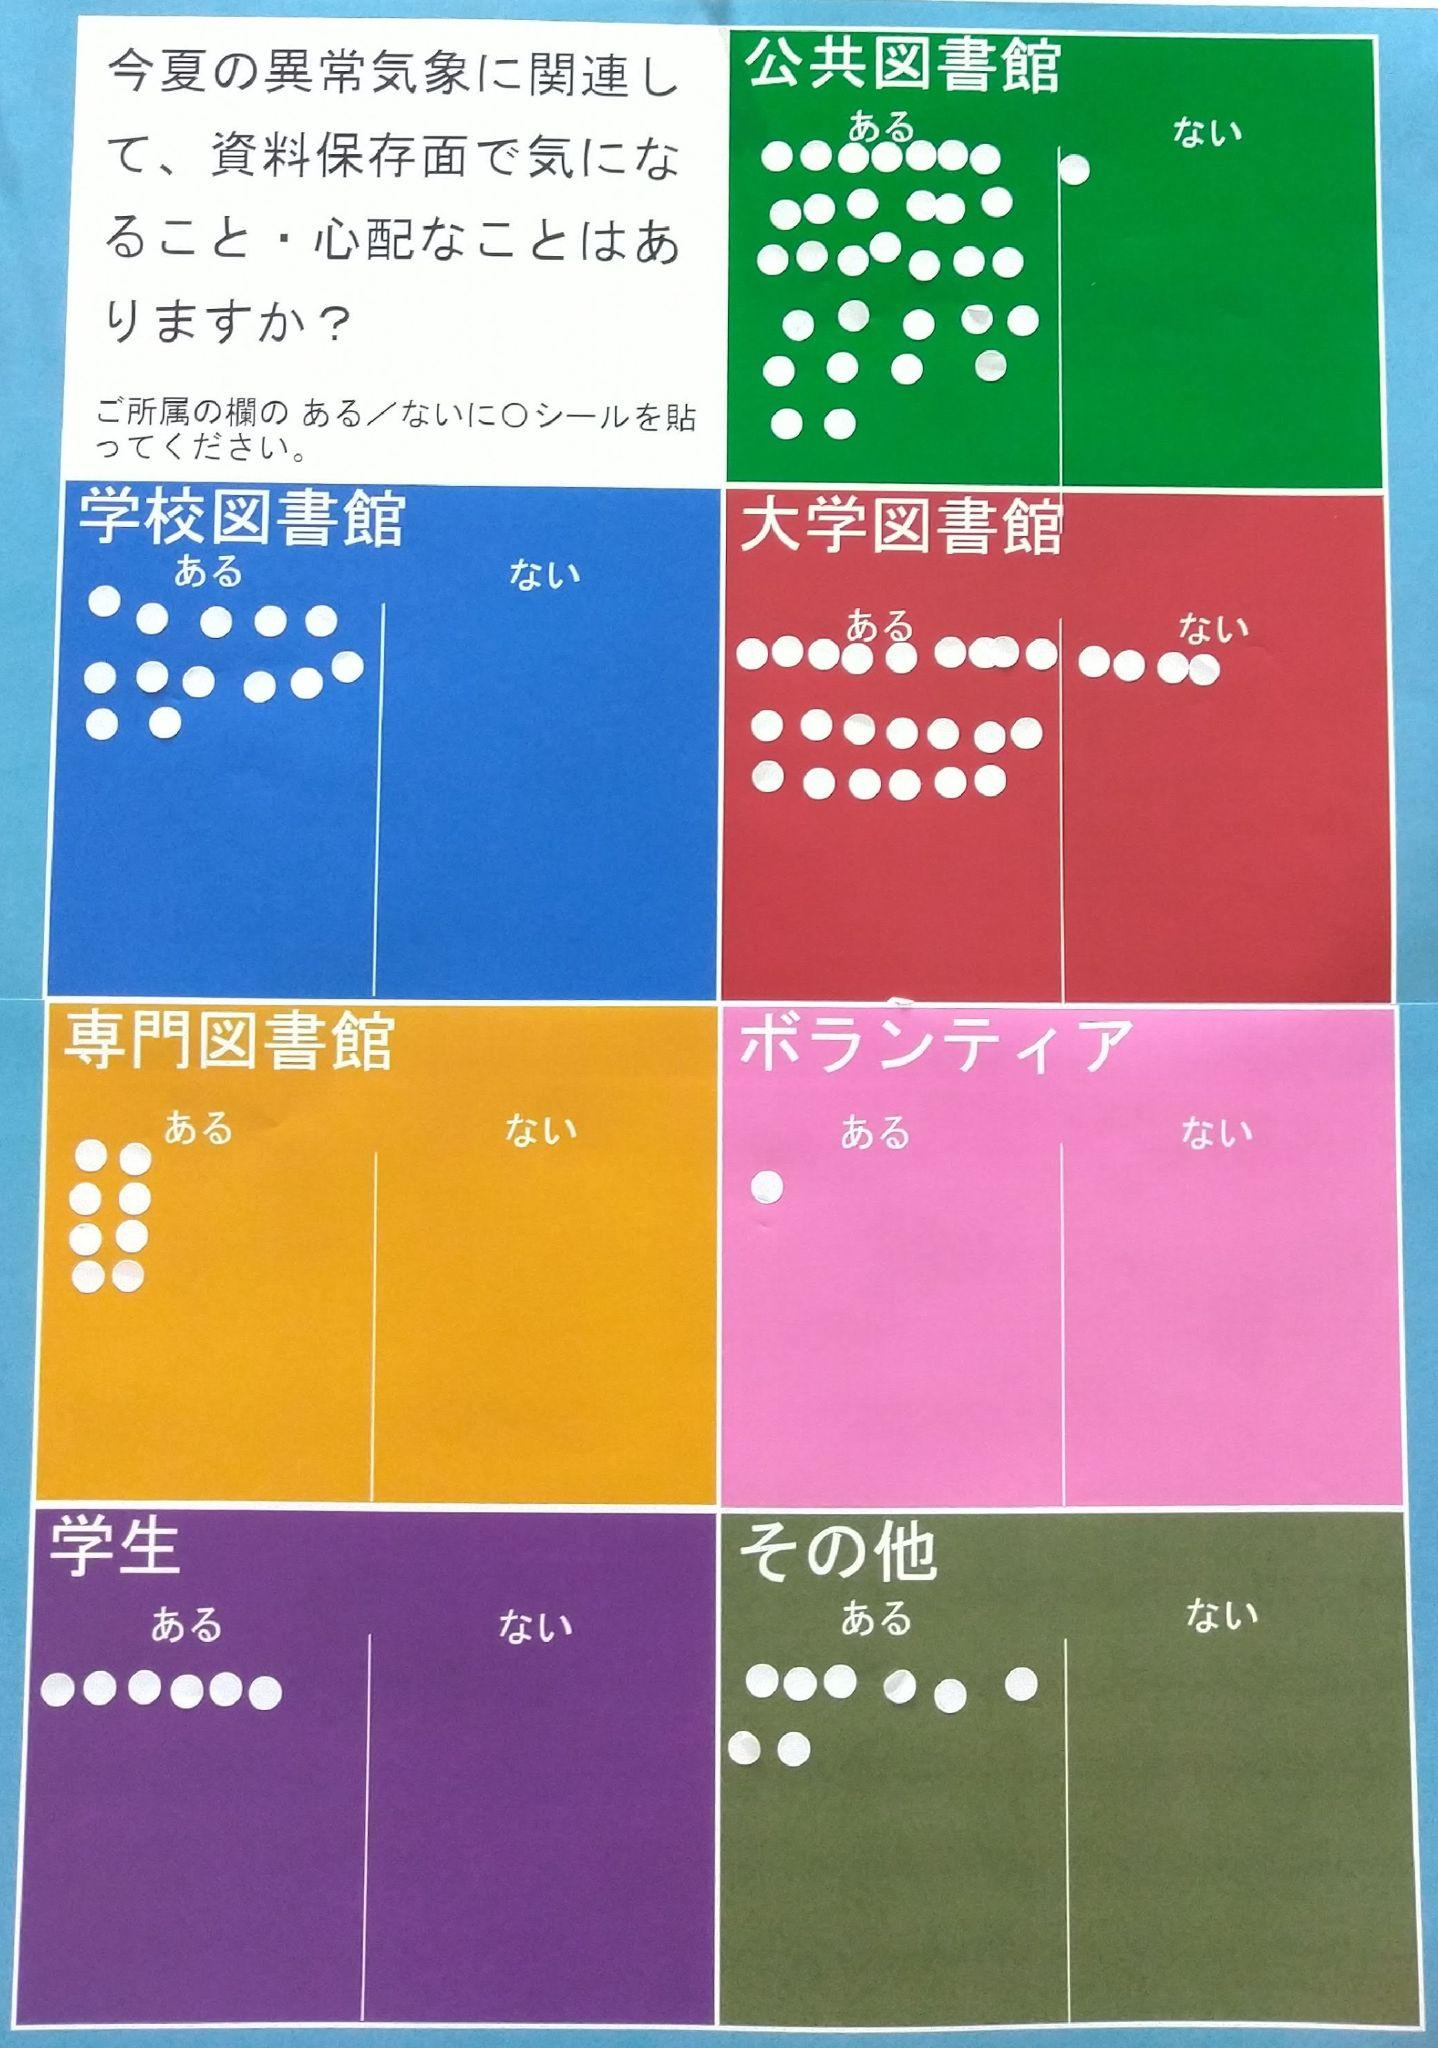 今夏の異常気象に関連し
て、資料保存面で気にな
ること・心配なことはあ
りますか？
ご所属の欄の ある／ないに〇シールを貼
ってください。
公共図書館
ある ない
学校図書館
ある ない
大学図書館
ある ない
専門図書館
ある ない
ボランティア
ある ない
学生
ある ない
その他
ある ない